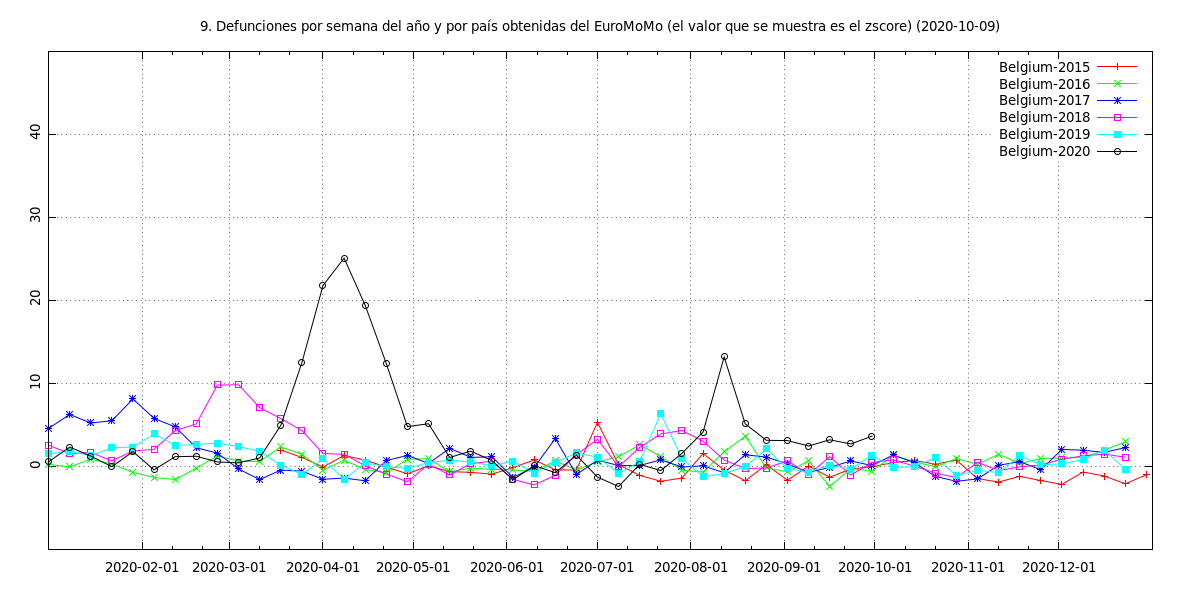 9. Defunciones por semana del año y por país obtenidas del EuroMoMo (el valor que se muestra es el zscore) (2020-10-09)
Belgium-2015
Belgium-2016
Belgium-2017
Belgium-2018
Belgium-2019
Belgium-2020
40
30
20
10
0
2020-02-01 2020-03-01 2020-04-01 2020-05-01 2020-06-01 2020-07-01 2020-08-01 2020-09-01 2020-10-01 2020-11-01 2020-12-01